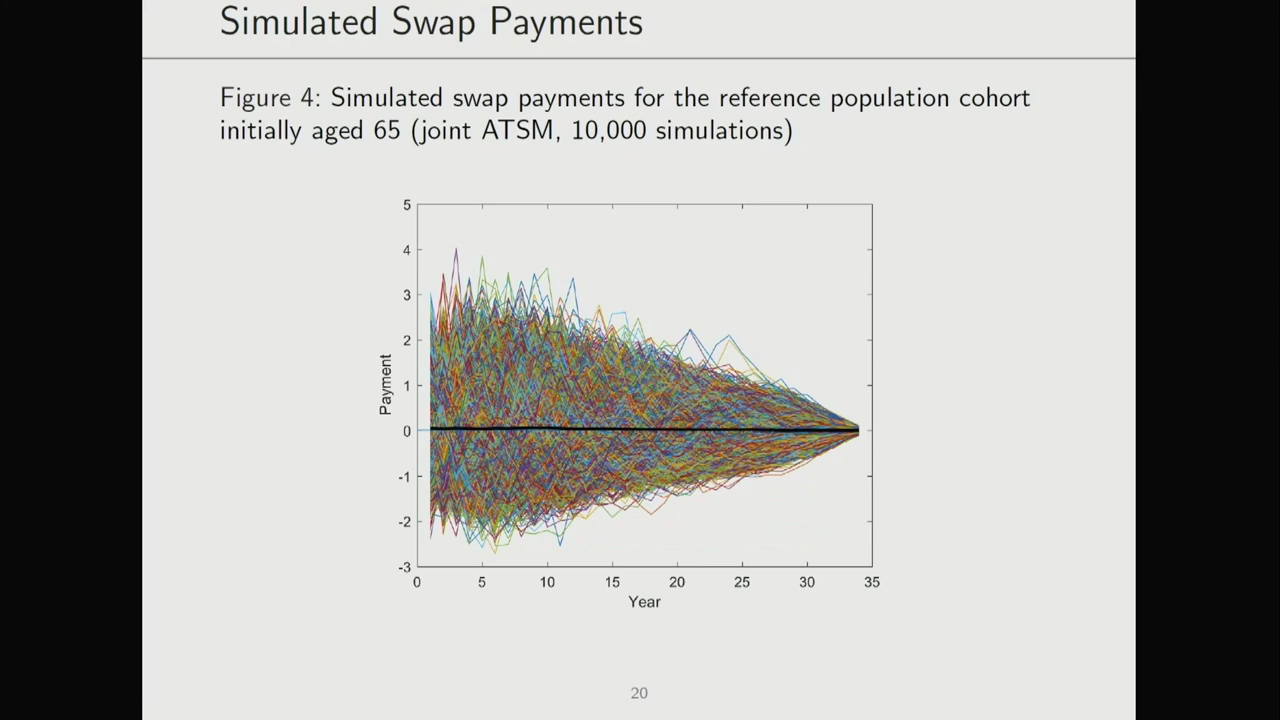 Simulated Swap Payments
Figure 4: Simulated swap payments for the reference population cohort
initially aged 65 (joint ATSM, 10,000 simulations)
5
4
3
2
1
0
-1
-2
-3
Payment
0 5 10 15 20 25 30 35
Year
20